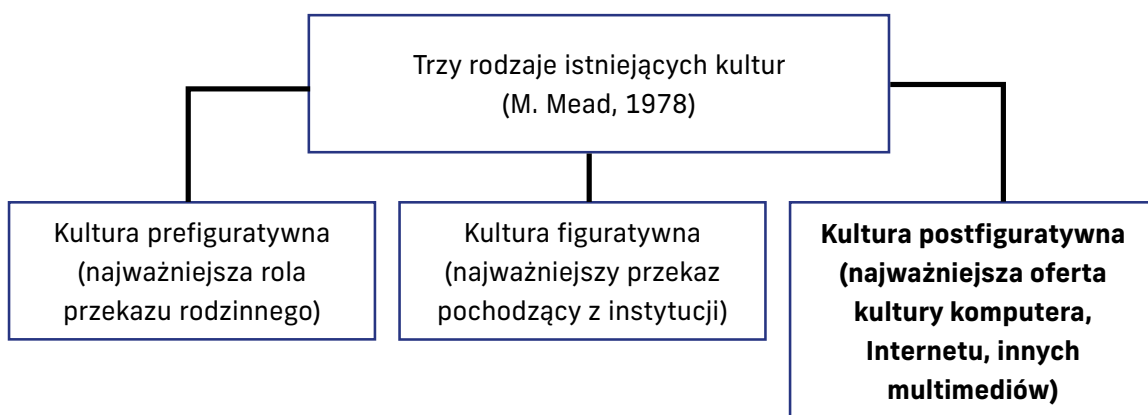 Trzy rodzaje istniejących kultur
(M. Mead, 1978)
Kultura prefiguratywna
(najważniejsza rola
przekazu rodzinnego)
Kultura figuratywna
(najważniejszy przekaz
pochodzący z instytucji)
Kultura postfiguratywna
(najważniejsza oferta
kultury komputera,
Internetu, innych
multimediów)